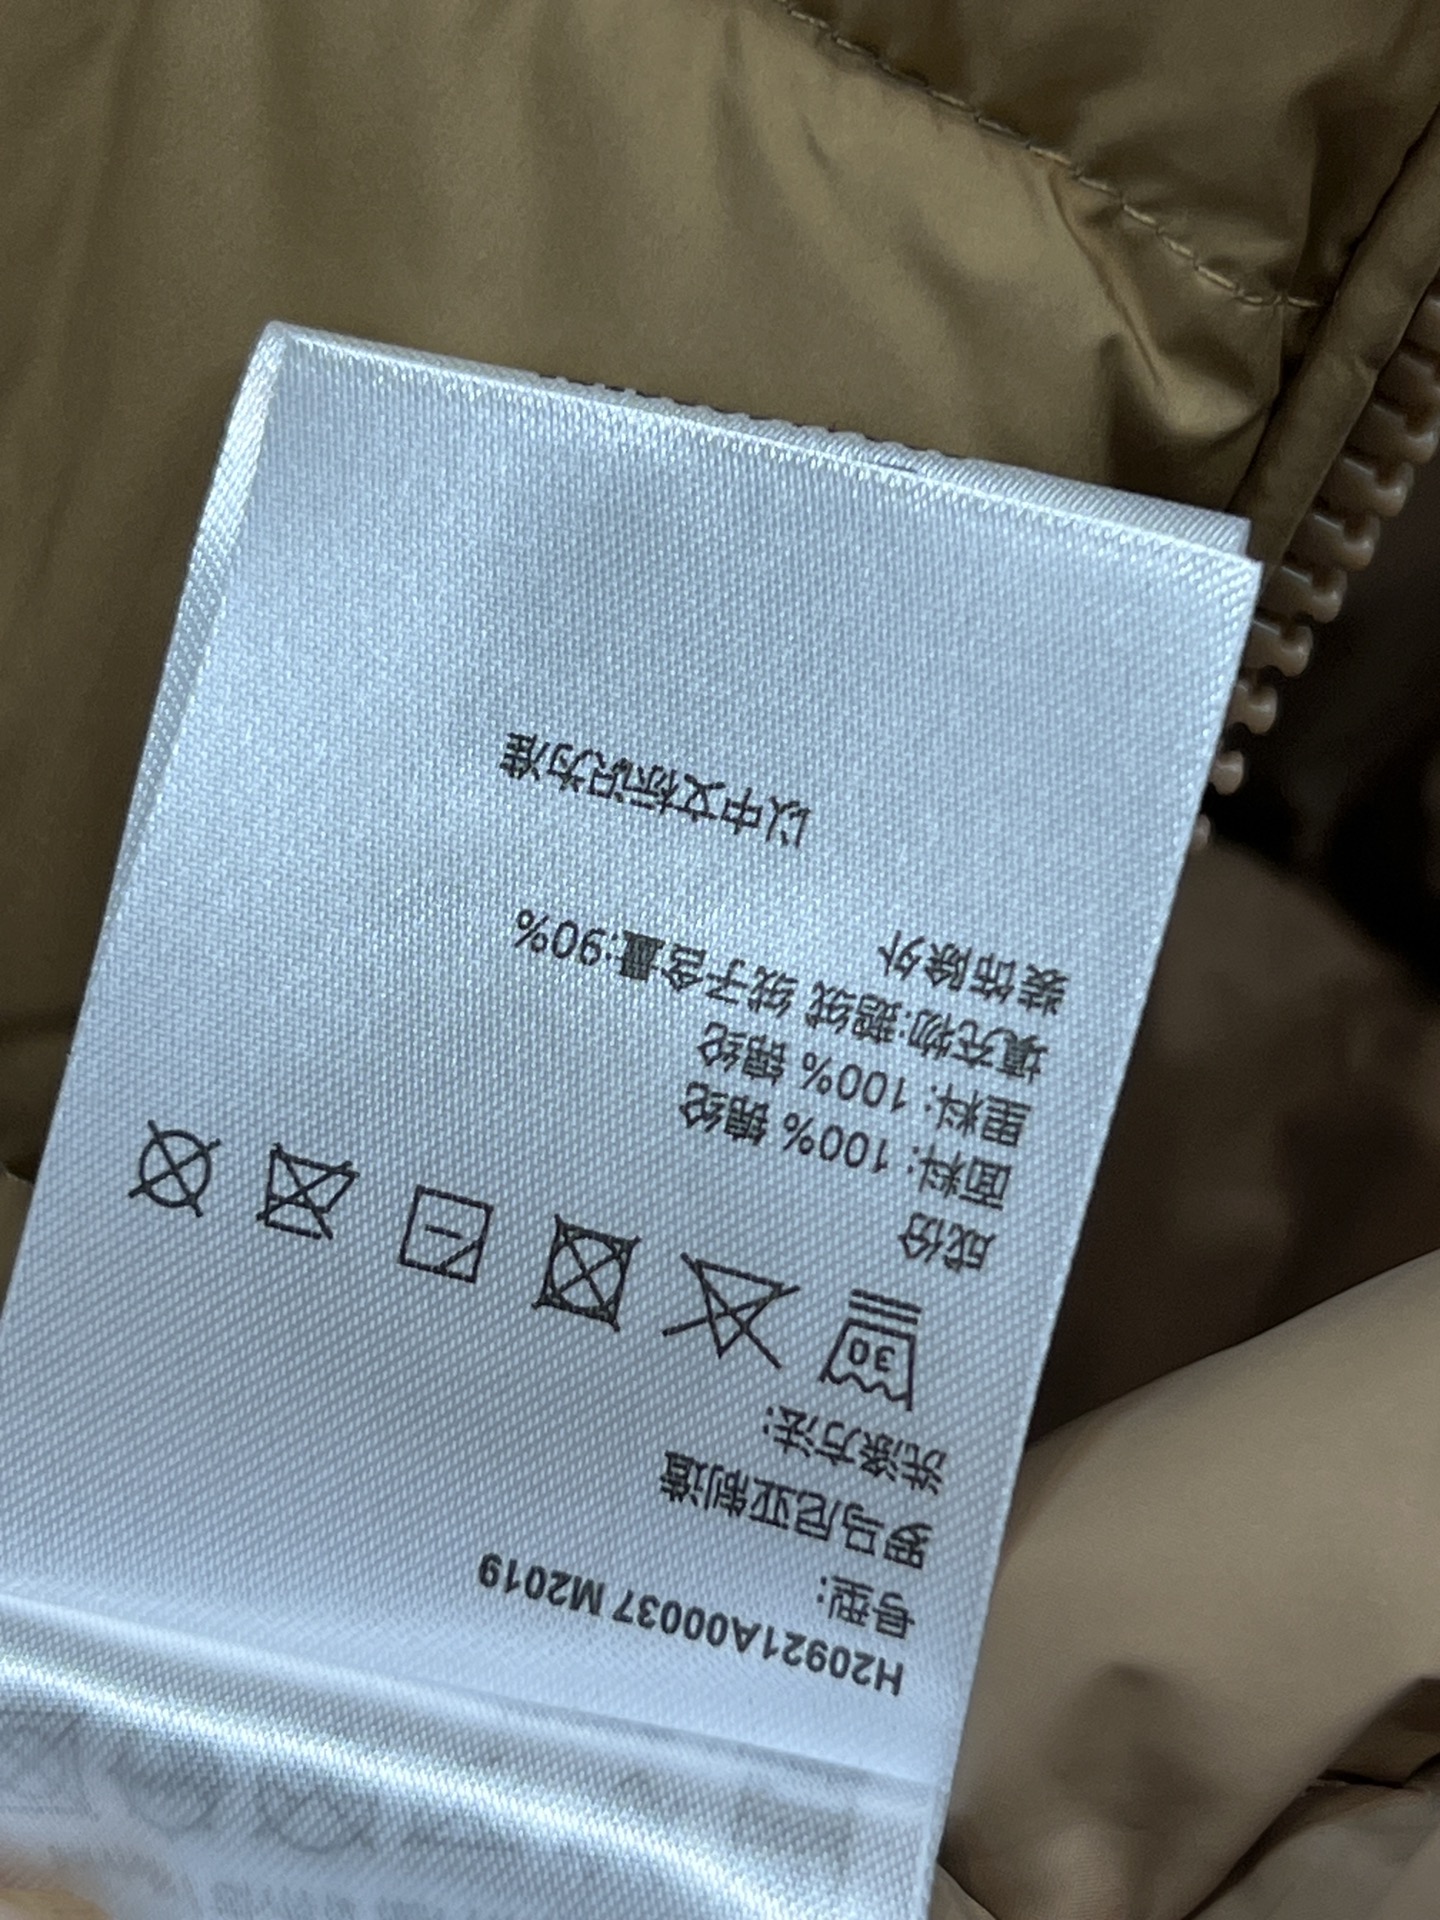 H20921A00037 M2019
号型:
罗马尼亚制造
洗涤方法:
30
成份
面料: 100% 锦纶
里料: 100% 锦纶
填充物:鹅绒 绒子含量:90%
装饰除外
以中文标识为准